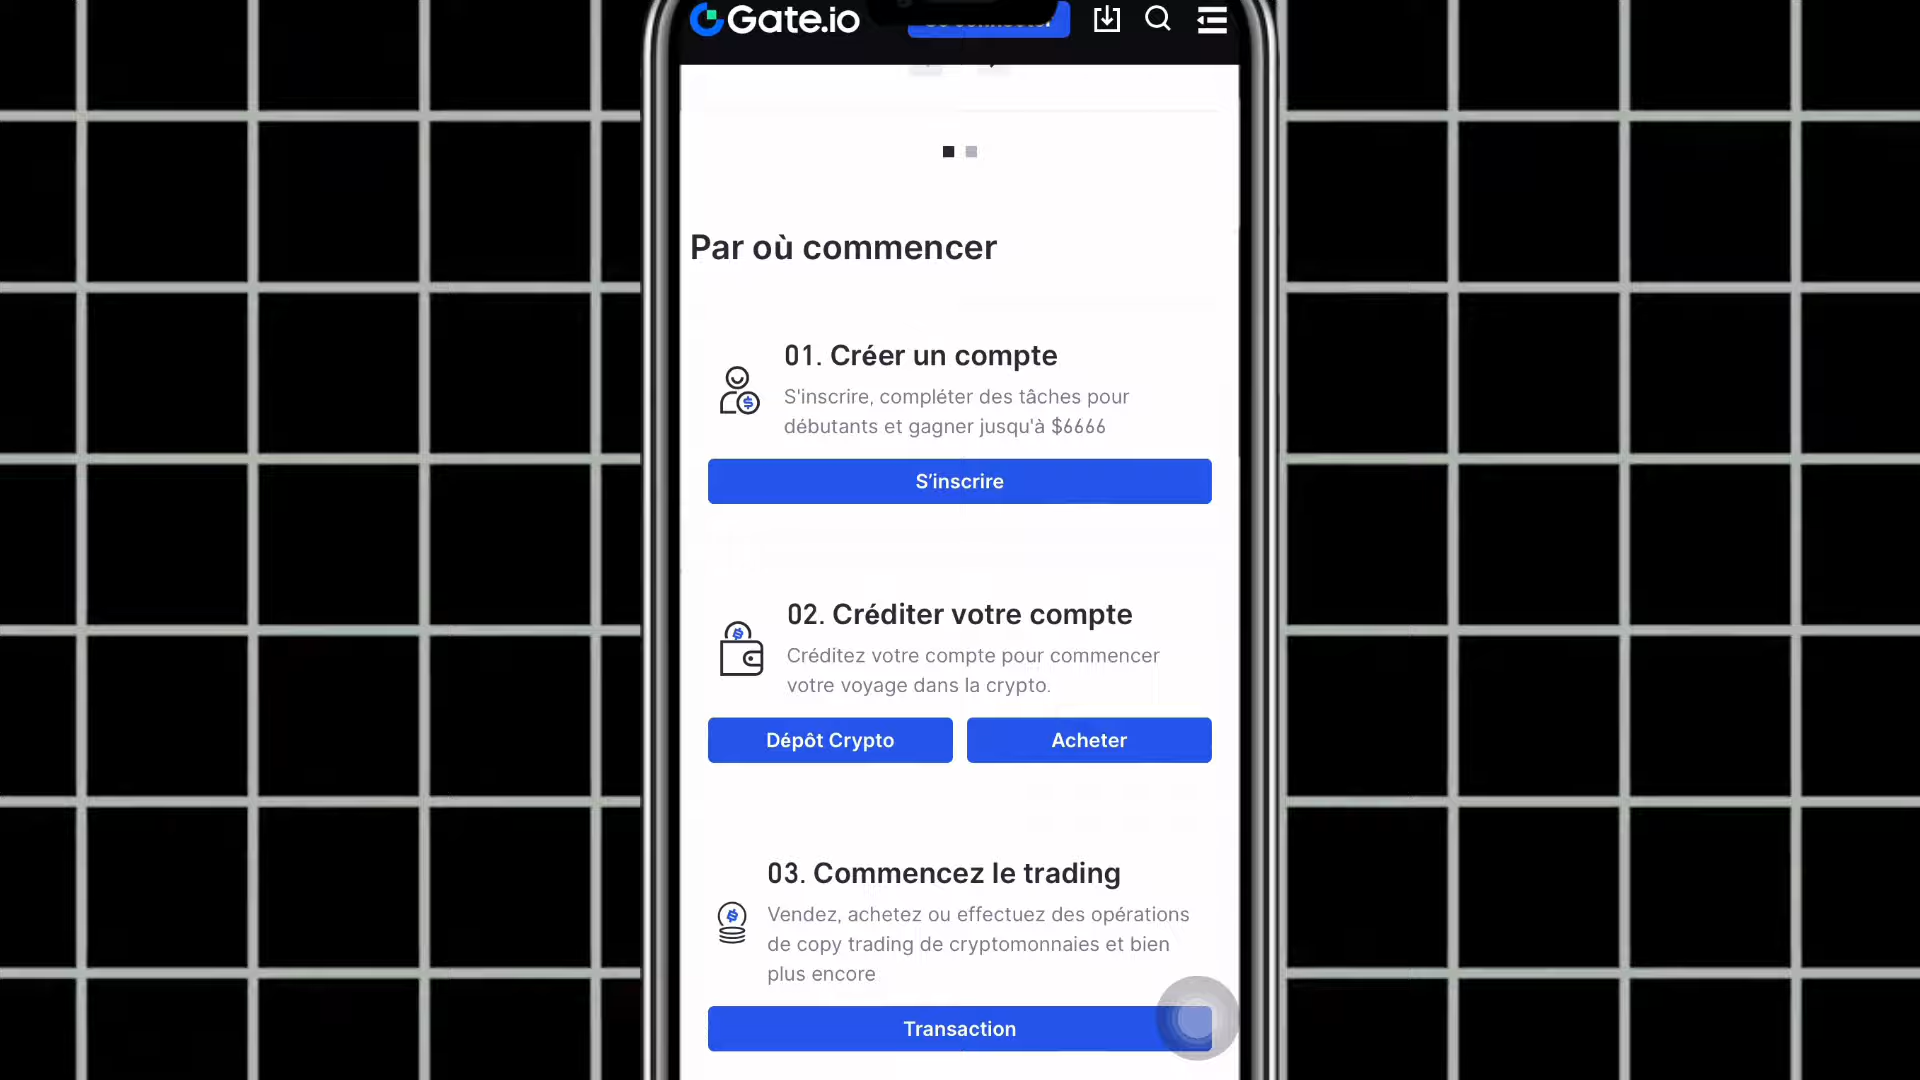 Gate.io
Par où commencer
01. Créer un compte
S'inscrire, compléter des tâches pour
débutants et gagner jusqu'à $6666
S’inscrire
02. Créditer votre compte
Créditez votre compte pour commencer
votre voyage dans la crypto.
Dépôt Crypto
Acheter
03. Commencez le trading
Vendez, achetez ou effectuez des opérations
de copy trading de cryptomonnaies et bien
plus encore
Transaction